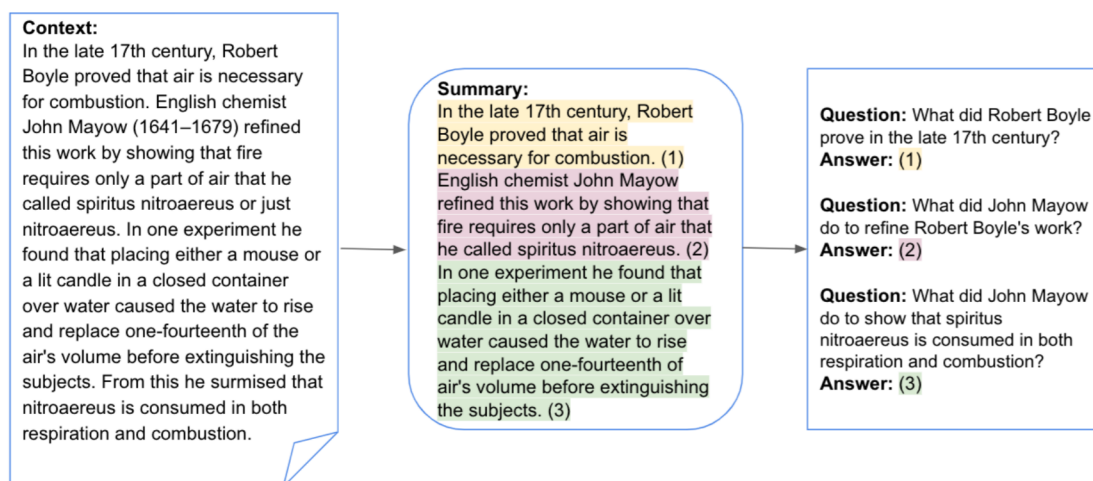 Context:
In the late 17th century, Robert
Boyle proved that air is necessary
for combustion. English chemist
John Mayow (1641–1679) refined
this work by showing that fire
requires only a part of air that he
called spiritus nitroaereus or just
nitroaereus. In one experiment he
found that placing either a mouse or
a lit candle in a closed container
over water caused the water to rise
and replace one-fourteenth of the
air's volume before extinguishing the
subjects. From this he surmised that
nitroaereus is consumed in both
respiration and combustion.
Summary:
In the late 17th century, Robert
Boyle proved that air is
necessary for combustion. (1)
English chemist John Mayow
refined this work by showing that
fire requires only a part of air that
he called spiritus nitroaereus. (2)
In one experiment he found that
placing either a mouse or a lit
candle in a closed container over
water caused the water to rise
and replace one-fourteenth of
air's volume before extinguishing
the subjects. (3)
Question: What did Robert Boyle
prove in the late 17th century?
Answer: (1)
Question: What did John Mayow
do to refine Robert Boyle's work?
Answer: (2)
Question: What did John Mayow
do to show that spiritus
nitroaereus is consumed in both
respiration and combustion?
Answer: (3)